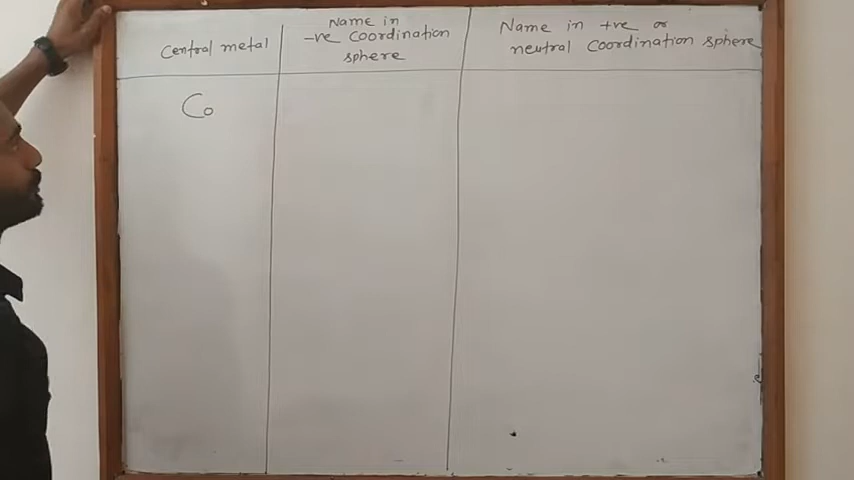 Central metal
Name in
-ve Coordination
sphere
Name in +ve or
neutral Coordination sphere
Co